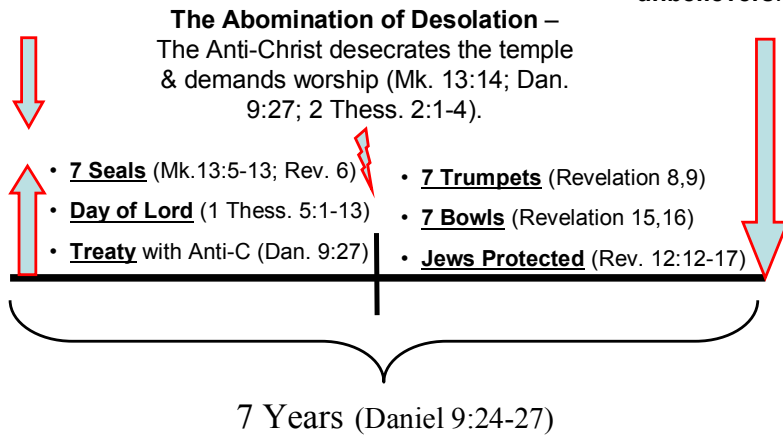 The Abomination of Desolation –
The Anti-Christ desecrates the temple
& demands worship (Mk. 13:14; Dan.
9:27; 2 Thess. 2:1-4).
• 7 Seals (Mk.13:5-13; Rev. 6)
• Day of Lord (1 Thess. 5:1-13)
• Treaty with Anti-C (Dan. 9:27)
• 7 Trumpets (Revelation 8,9)
• 7 Bowls (Revelation 15,16)
• Jews Protected (Rev. 12:12-17)
7 Years (Daniel 9:24-27)